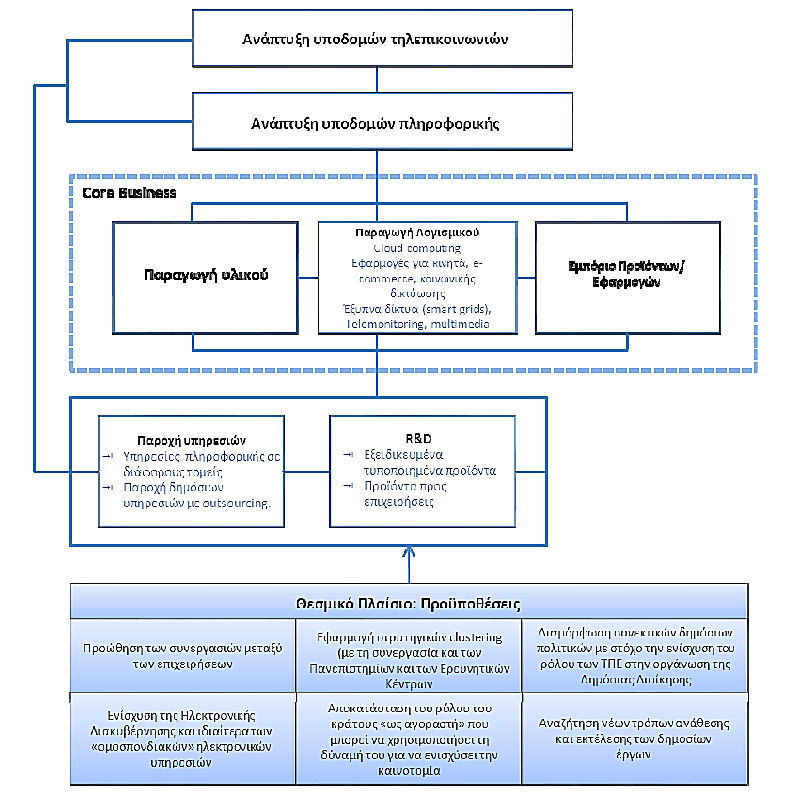 Ανάπτυξη υποδομών τηλεπικοινωνιών
Ανάπτυξη υποδομών πληροφορικής
Core Business
Παραγωγή υλικού
Παραγωγή Λογισμικού
Cloud computing
Εφαρμογές για κινητά, e-
commerce, κοινωνικής
δικτύωσης
Έξυπνα δίκτυα (smart grids),
Telemonitoring, multimedia
Εμπόριο Προϊόντων/
Εφαρμογών
Παροχή υπηρεσιών
→ Υπηρεσίες πληροφορικής σε
διάφορους τομείς
→ Παροχή δημόσιων
υπηρεσιών με outsourcing.
R&D
→ Εξειδικευμένα
τυποποιημένα προϊόντα
→ Προϊόντα προς
επιχειρήσεις
Θεσμικό Πλαίσιο: Προϋποθέσεις
Προώθηση των συνεργασιών μεταξύ
των επιχειρήσεων
Εφαρμογή στρατηγικών clustering
(με τη συνεργασία και των
Πανεπιστημίων και των Ερευνητικών
Κέντρων
Διαμόρφωση συνεκτικών δημόσιων
πολιτικών με στόχο την ενίσχυση του
ρόλου των ΤΠΕ στην οργάνωση της
Δημόσιας Διοίκησης
Ενίσχυση της Ηλεκτρονικής
Διακυβέρνησης και ιδιαίτερα των
«ομοσπονδιακών» ηλεκτρονικών
υπηρεσιών
Αποκατάσταση του ρόλου του
κράτους «ως αγοραστή» που
μπορεί να χρησιμοποιήσει τη
δύναμή του για να ενισχύσει την
καινοτομία
Αναζήτηση νέων τρόπων ανάθεσης
και εκτέλεσης των δημοσίων
έργων